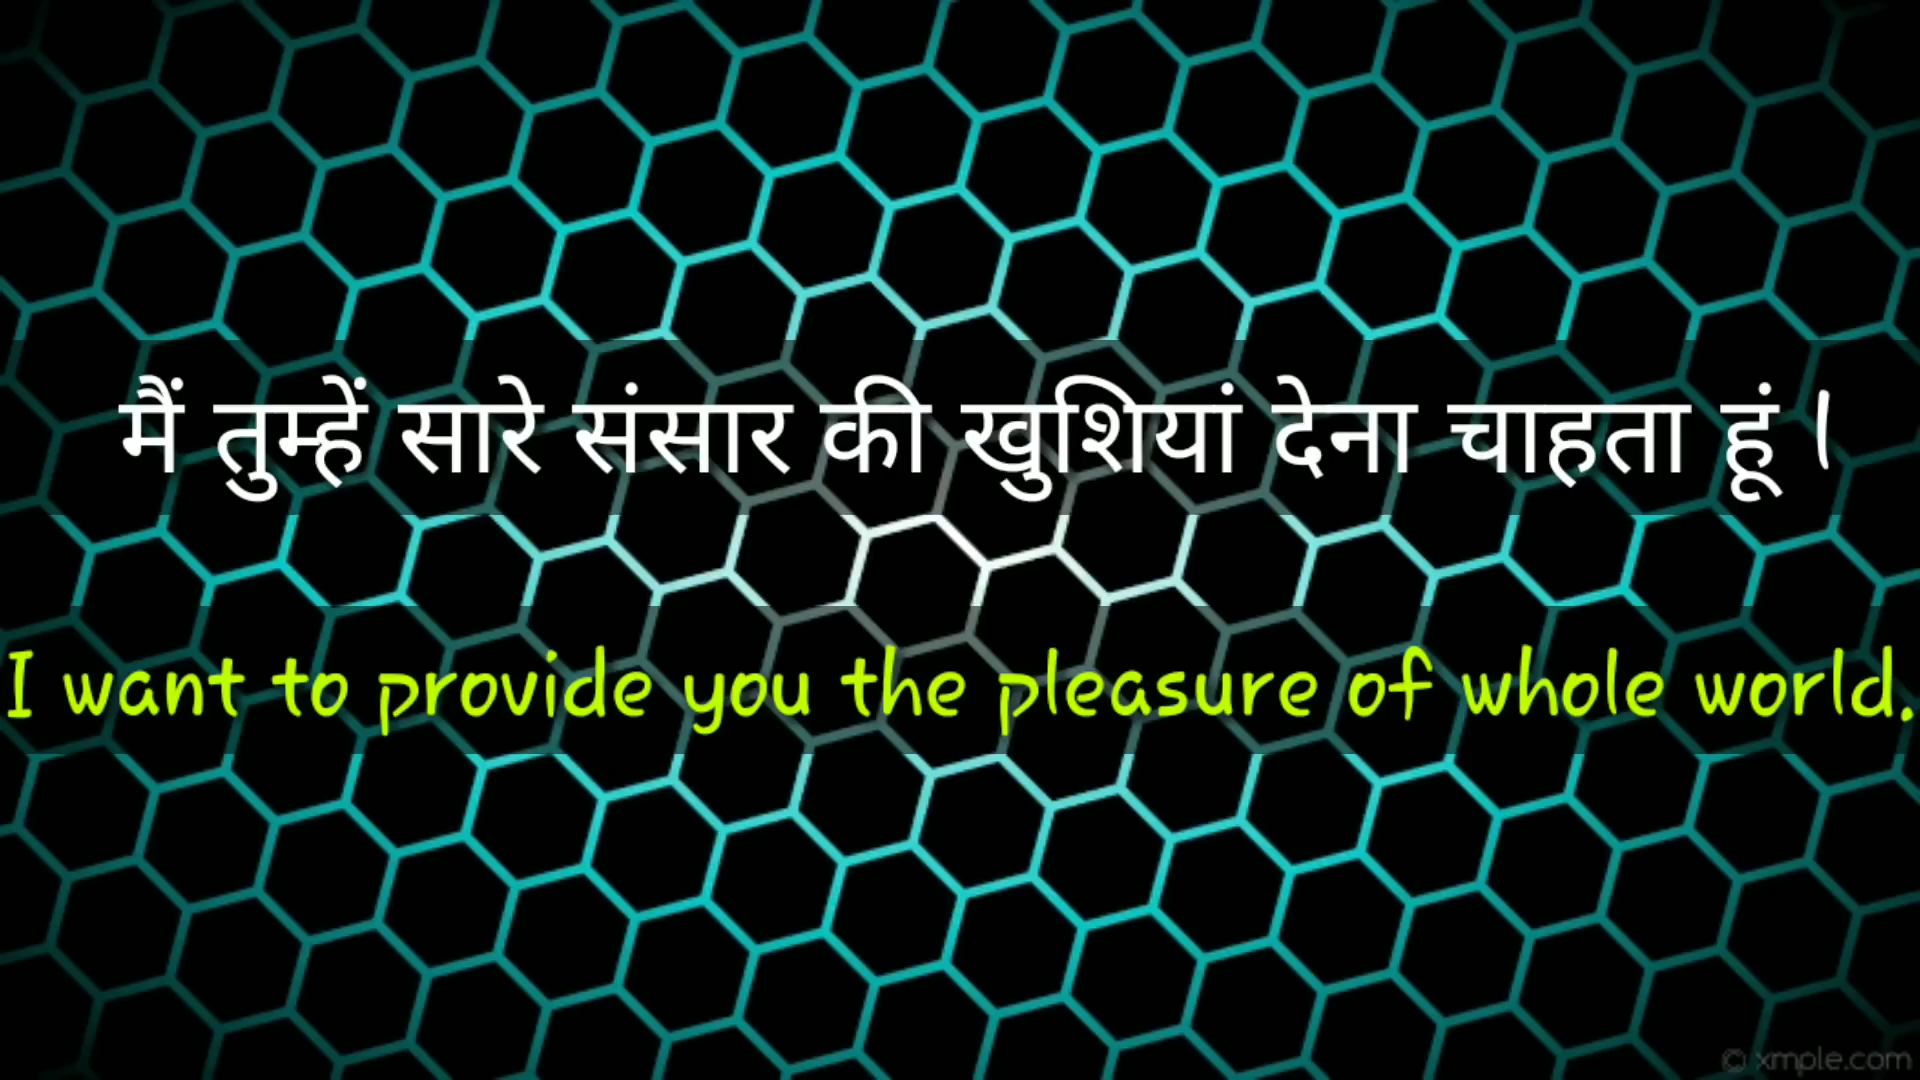 मैं तुम्हें सारे संसार की खुशियां देना चाहता हूं ।
I want to provide you the pleasure of whole world.
© xmple.com